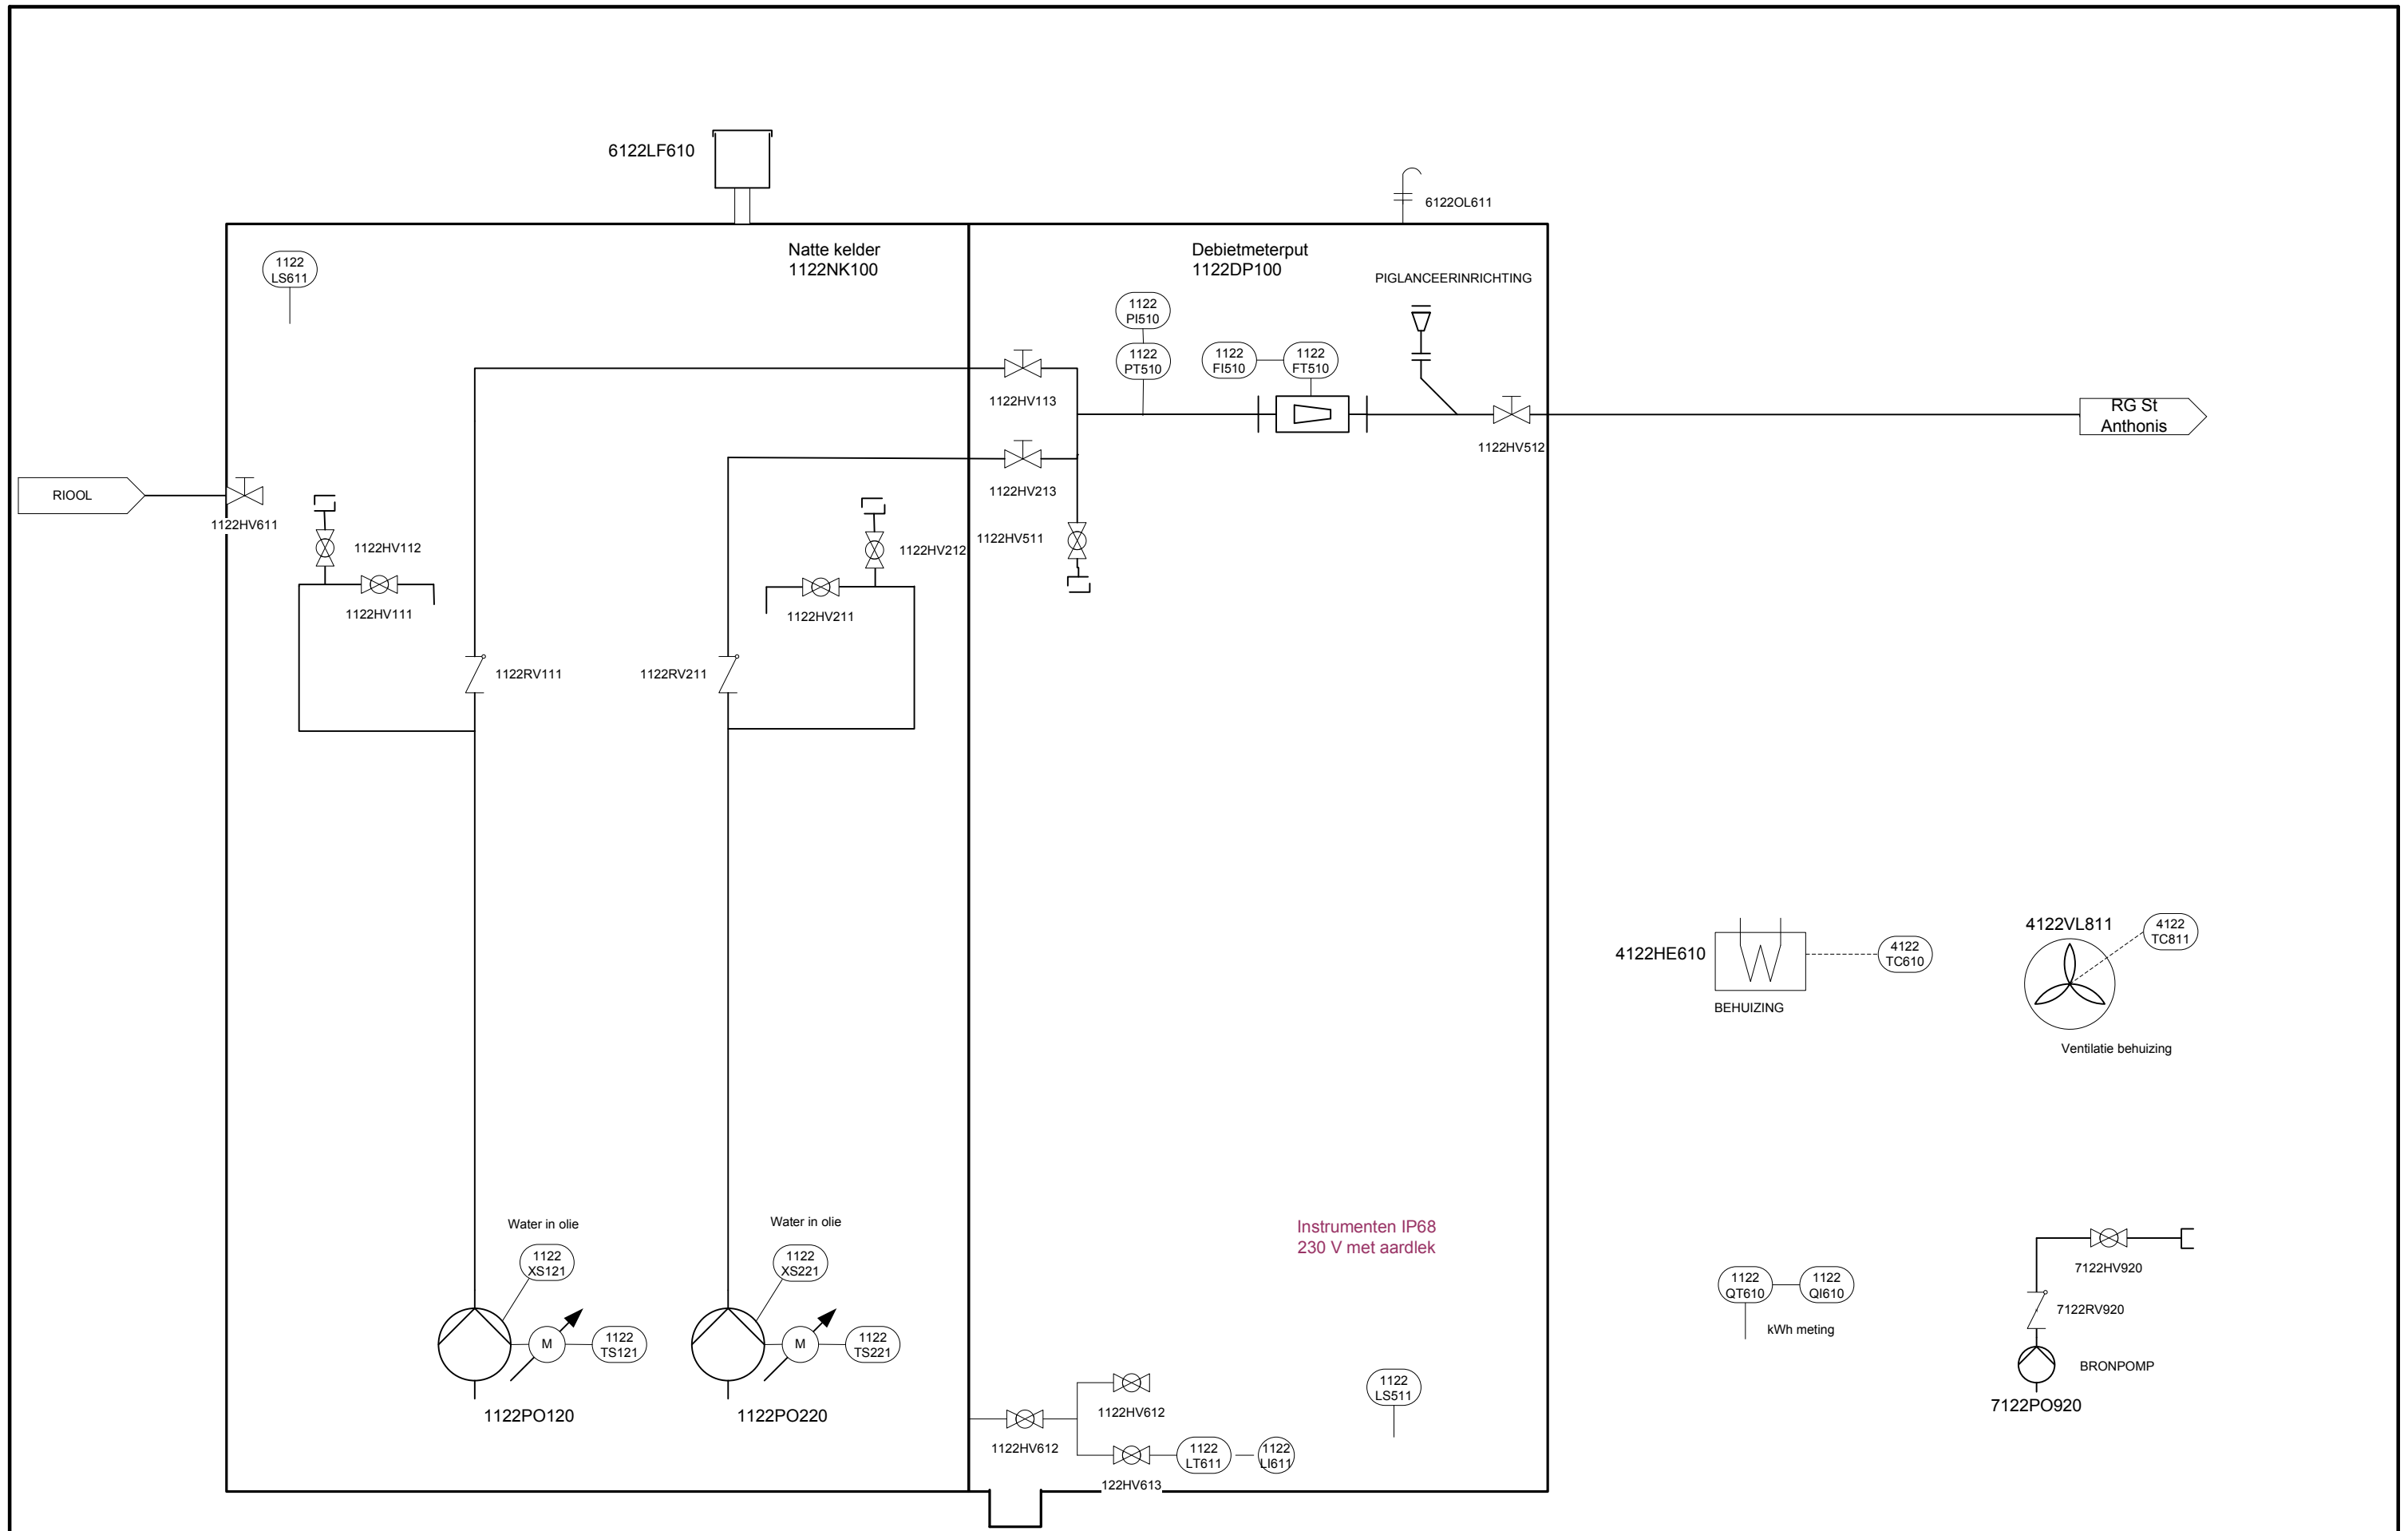 6122LF610
6122OL611
Natte kelder
1122NK100
Debietmeterput
1122DP100
1122
LS611
PIGLANCEERINRICHTING
1122
PI510
1122
PT510
1122
FI510
1122
FT510
1122HV113
RG St
Anthonis
1122HV512
1122HV213
RIOOL
1122HV611
1122HV112
1122HV212
1122HV511
1122HV111
1122HV211
1122RV111
1122RV211
4122HE610
4122
TC610
BEHUIZING
4122VL811
4122
TC811
Ventilatie behuizing
Water in olie
Water in olie
Instrumenten IP68
230 V met aardlek
1122
XS121
1122
XS221
M
1122
TS121
M
1122
TS221
1122PO120
1122PO220
1122
QT610
1122
QI610
kWh meting
7122HV920
7122RV920
BRONPOMP
7122PO920
1122
LS511
1122HV612
1122HV612
1122
LT611
1122
LI611
122HV613